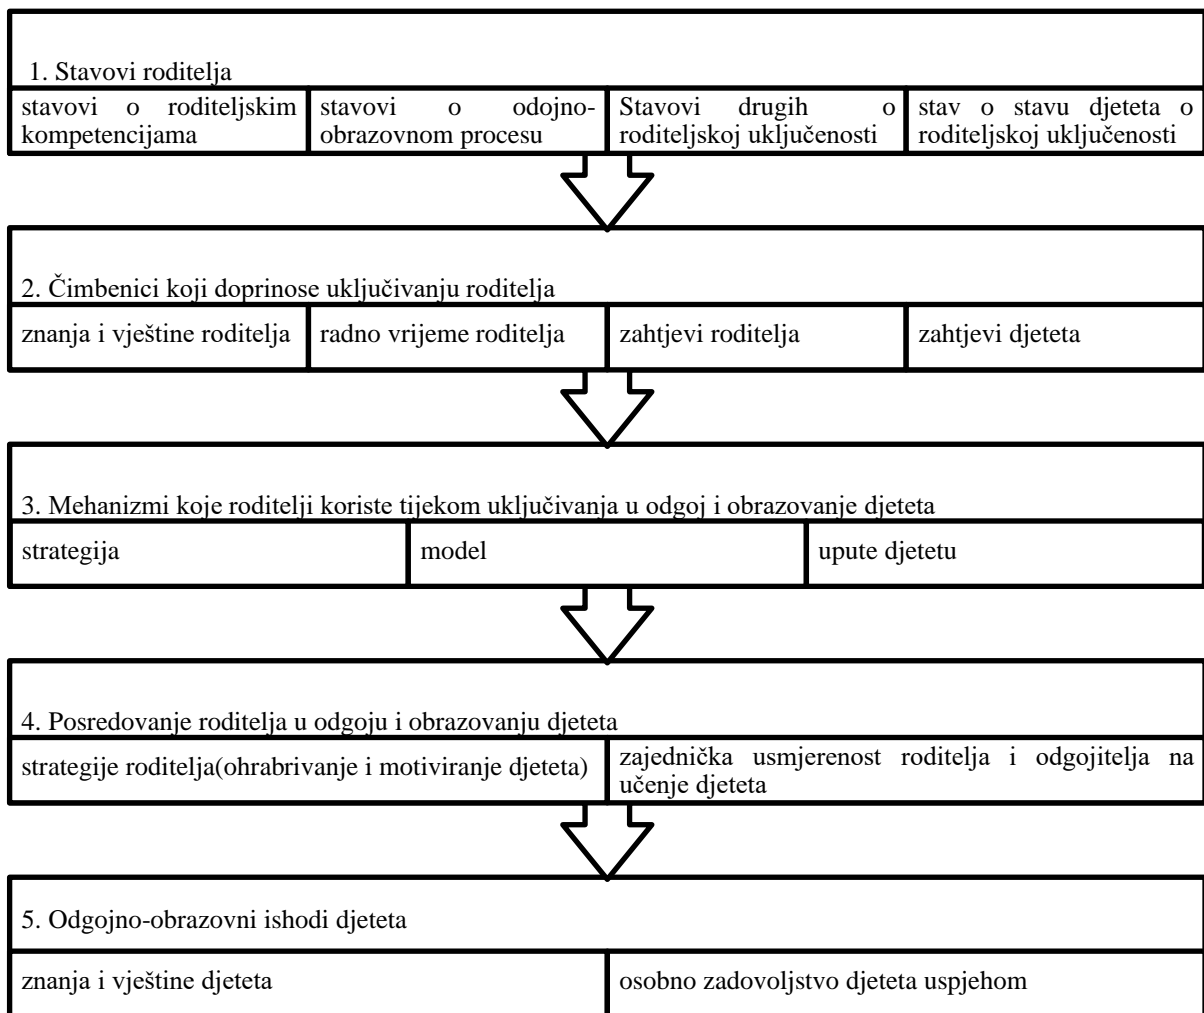 1. Stavovi roditelja
stavovi o roditeljskim
kompetencijama
stavovi o odojno-
obrazovnom procesu
Stavovi drugih o
roditeljskoj uključenosti
stav o stavu djeteta o
roditeljskoj uključenosti
2. Čimbenici koji doprinose uključivanju roditelja
znanja i vještine roditelja
radno vrijeme roditelja
zahtjevi roditelja
zahtjevi djeteta
3. Mehanizmi koje roditelji koriste tijekom uključivanja u odgoj i obrazovanje djeteta
strategija
model
upute djetetu
4. Posredovanje roditelja u odgoju i obrazovanju djeteta
strategije roditelja(ohrabrivanje i motiviranje djeteta)
zajednička usmjerenost roditelja i odgojitelja na
učenje djeteta
5. Odgojno-obrazovni ishodi djeteta
znanja i vještine djeteta
osobno zadovoljstvo djeteta uspjehom